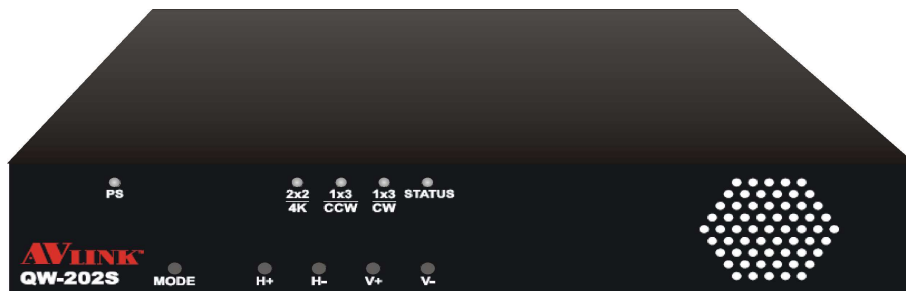 PS
2x2
4K
1x3
CCW
1x3
CW
STATUS
AVLINK
QW-202S
MODE
H+
H-
V+
V-